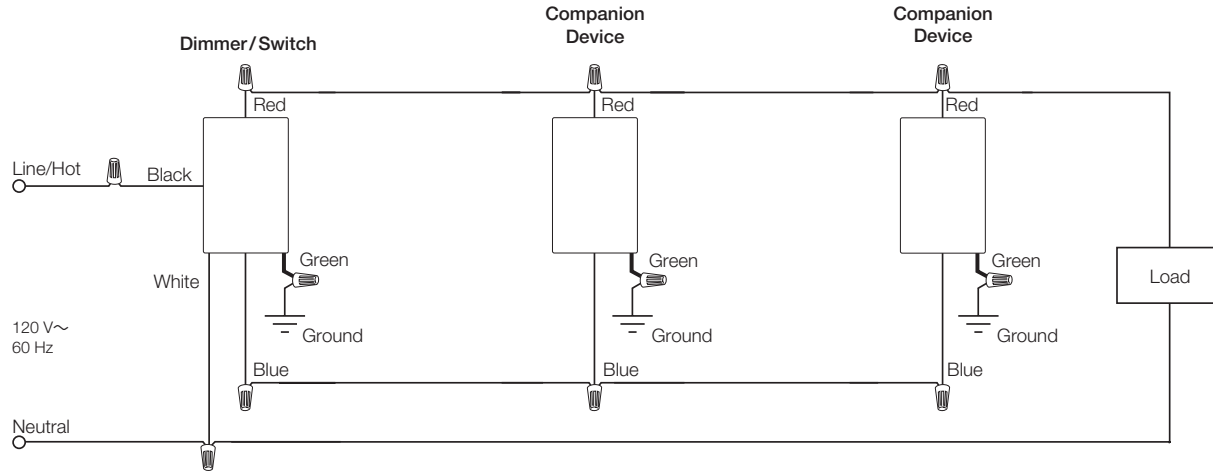 Dimmer/Switch
Companion
Device
Companion
Device
Red
Red
Red
Line/Hot
Black
White
Green
Green
Green
Load
120 V~
60 Hz
Ground
Ground
Ground
Blue
Blue
Blue
Neutral